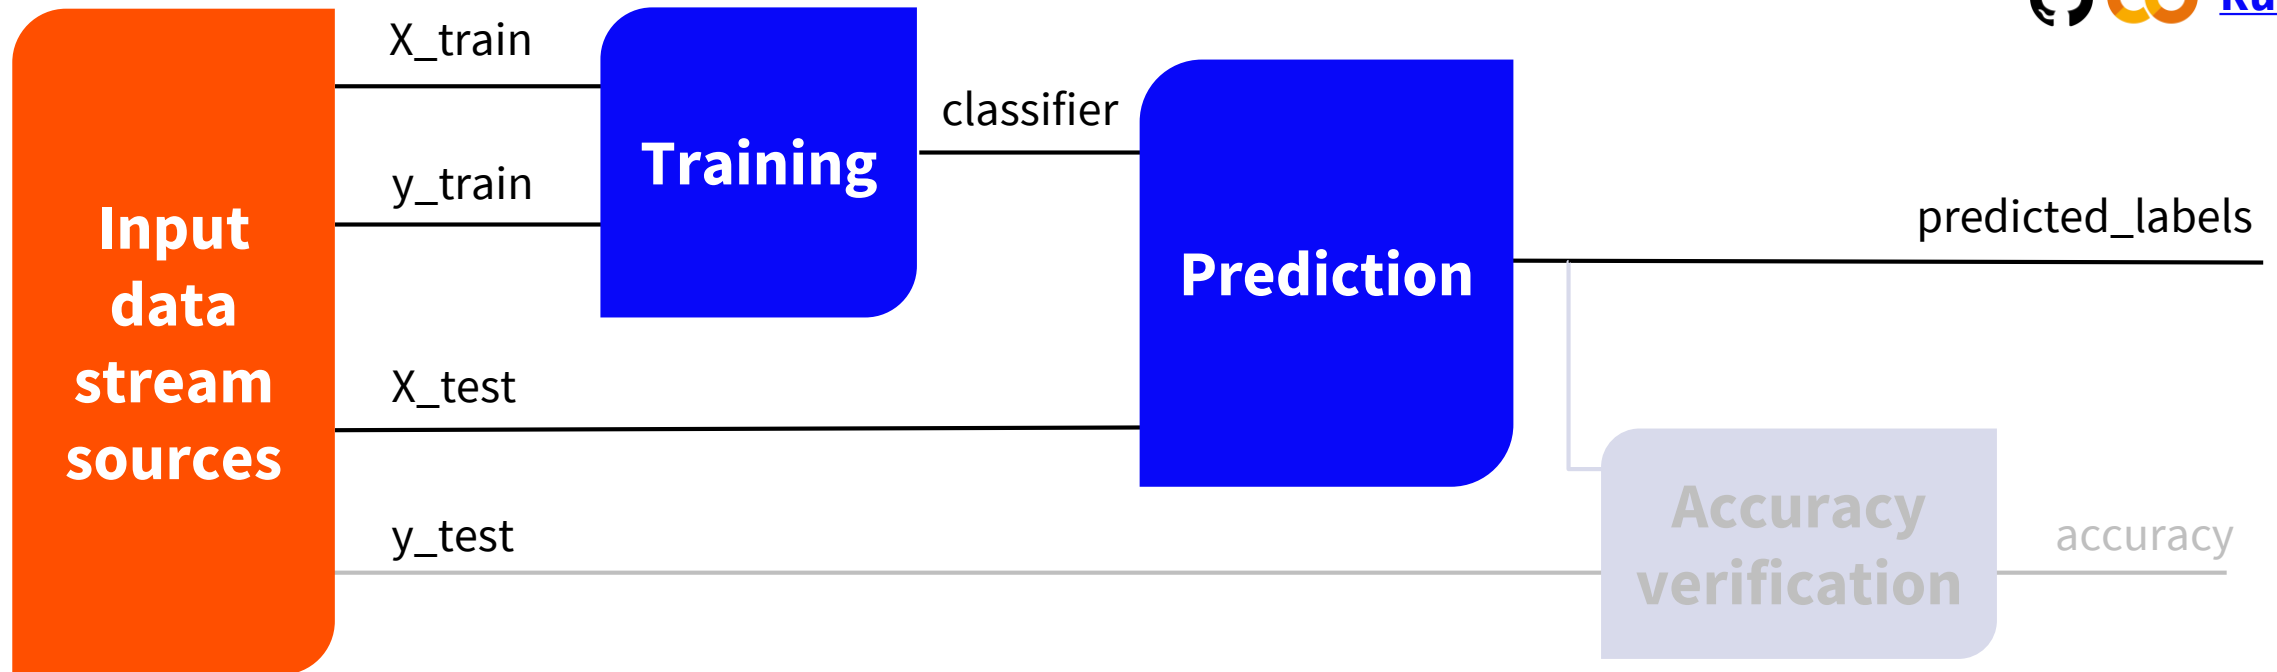 X_train
y_train
Input
data
stream
sources
X_test
y_test
Training
classifier
Prediction
predicted_labels
Accuracy
verification
accuracy